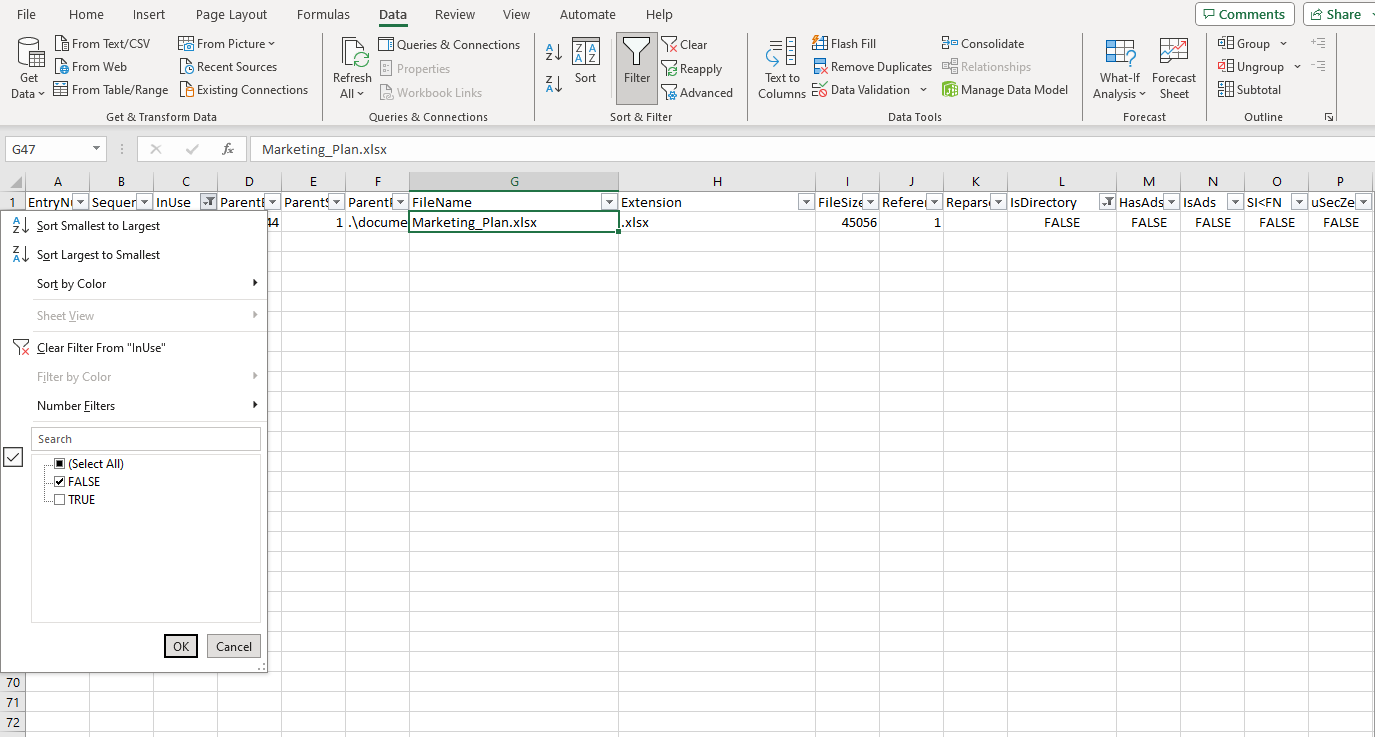 File Home Insert Page Layout Formulas Data Review View Automate Help Comments Share
From Text/CSV From Picture Queries & Connections Clear Flash Fill Consolidate Group
From Web Recent Sources Properties Reapply Remove Duplicates Relationships Ungroup
From Table/Range Existing Connections Workbook Links Advanced Data Validation Manage Data Model Subtotal
Get Data Refresh All Sort Filter Text to Columns What-If Analysis Forecast Sheet
Get & Transform Data Queries & Connections Sort & Filter Data Tools Forecast Outline
G47 fx Marketing_Plan.xlsx
A B C D E F G H I J K L M N O P
1 EntryNu Sequer InUse ParentE ParentS ParentF FileName Extension FileSize Referer Reparse IsDirectory HasAds IsAds SI<FN uSecZe
44 1 .\docume Marketing_Plan.xlsx .xlsx 45056 1 FALSE FALSE FALSE FALSE FALSE
Sort Smallest to Largest
Sort Largest to Smallest
Sort by Color
Sheet View
Clear Filter From "InUse"
Filter by Color
Number Filters
Search
(Select All)
FALSE
TRUE
OK Cancel
70
71
72